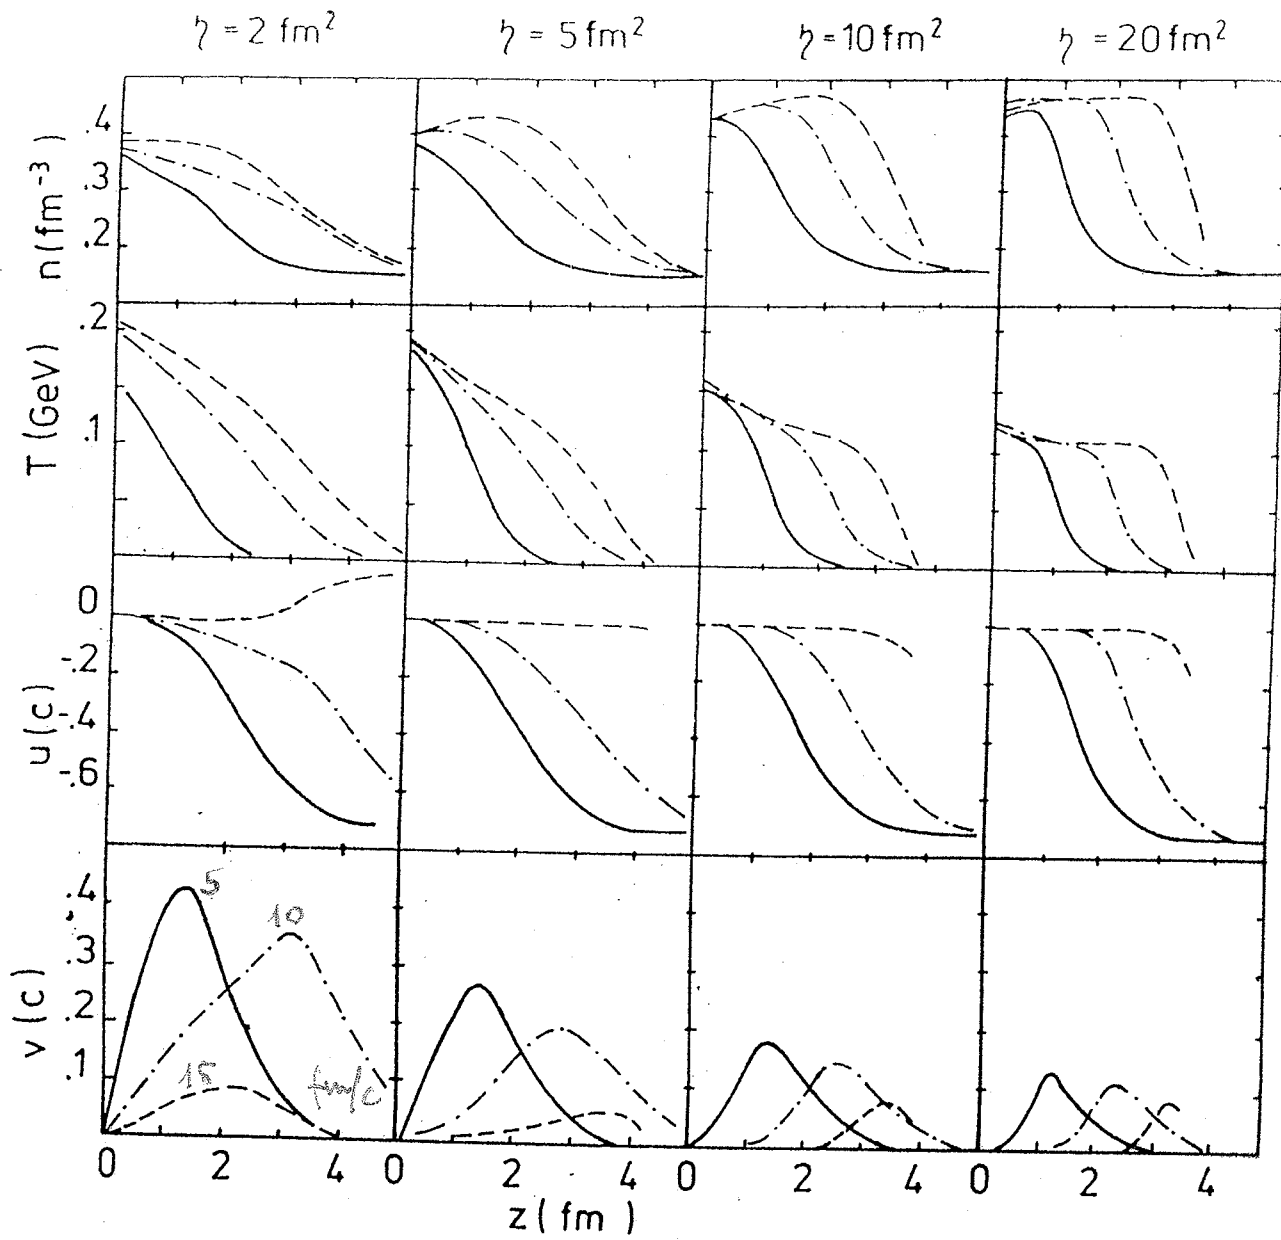 η = 2 fm² η = 5 fm² η = 10 fm² η = 20 fm²
n (fm⁻³)
.4
.3
.2
T (GeV)
.2
.1
u (c)
0
-.2
-.4
-.6
v (c)
.4
.3
.2
.1
5
10
15
fm/c
0 2 4 0 2 4 0 2 4 0 2 4
z ( fm )